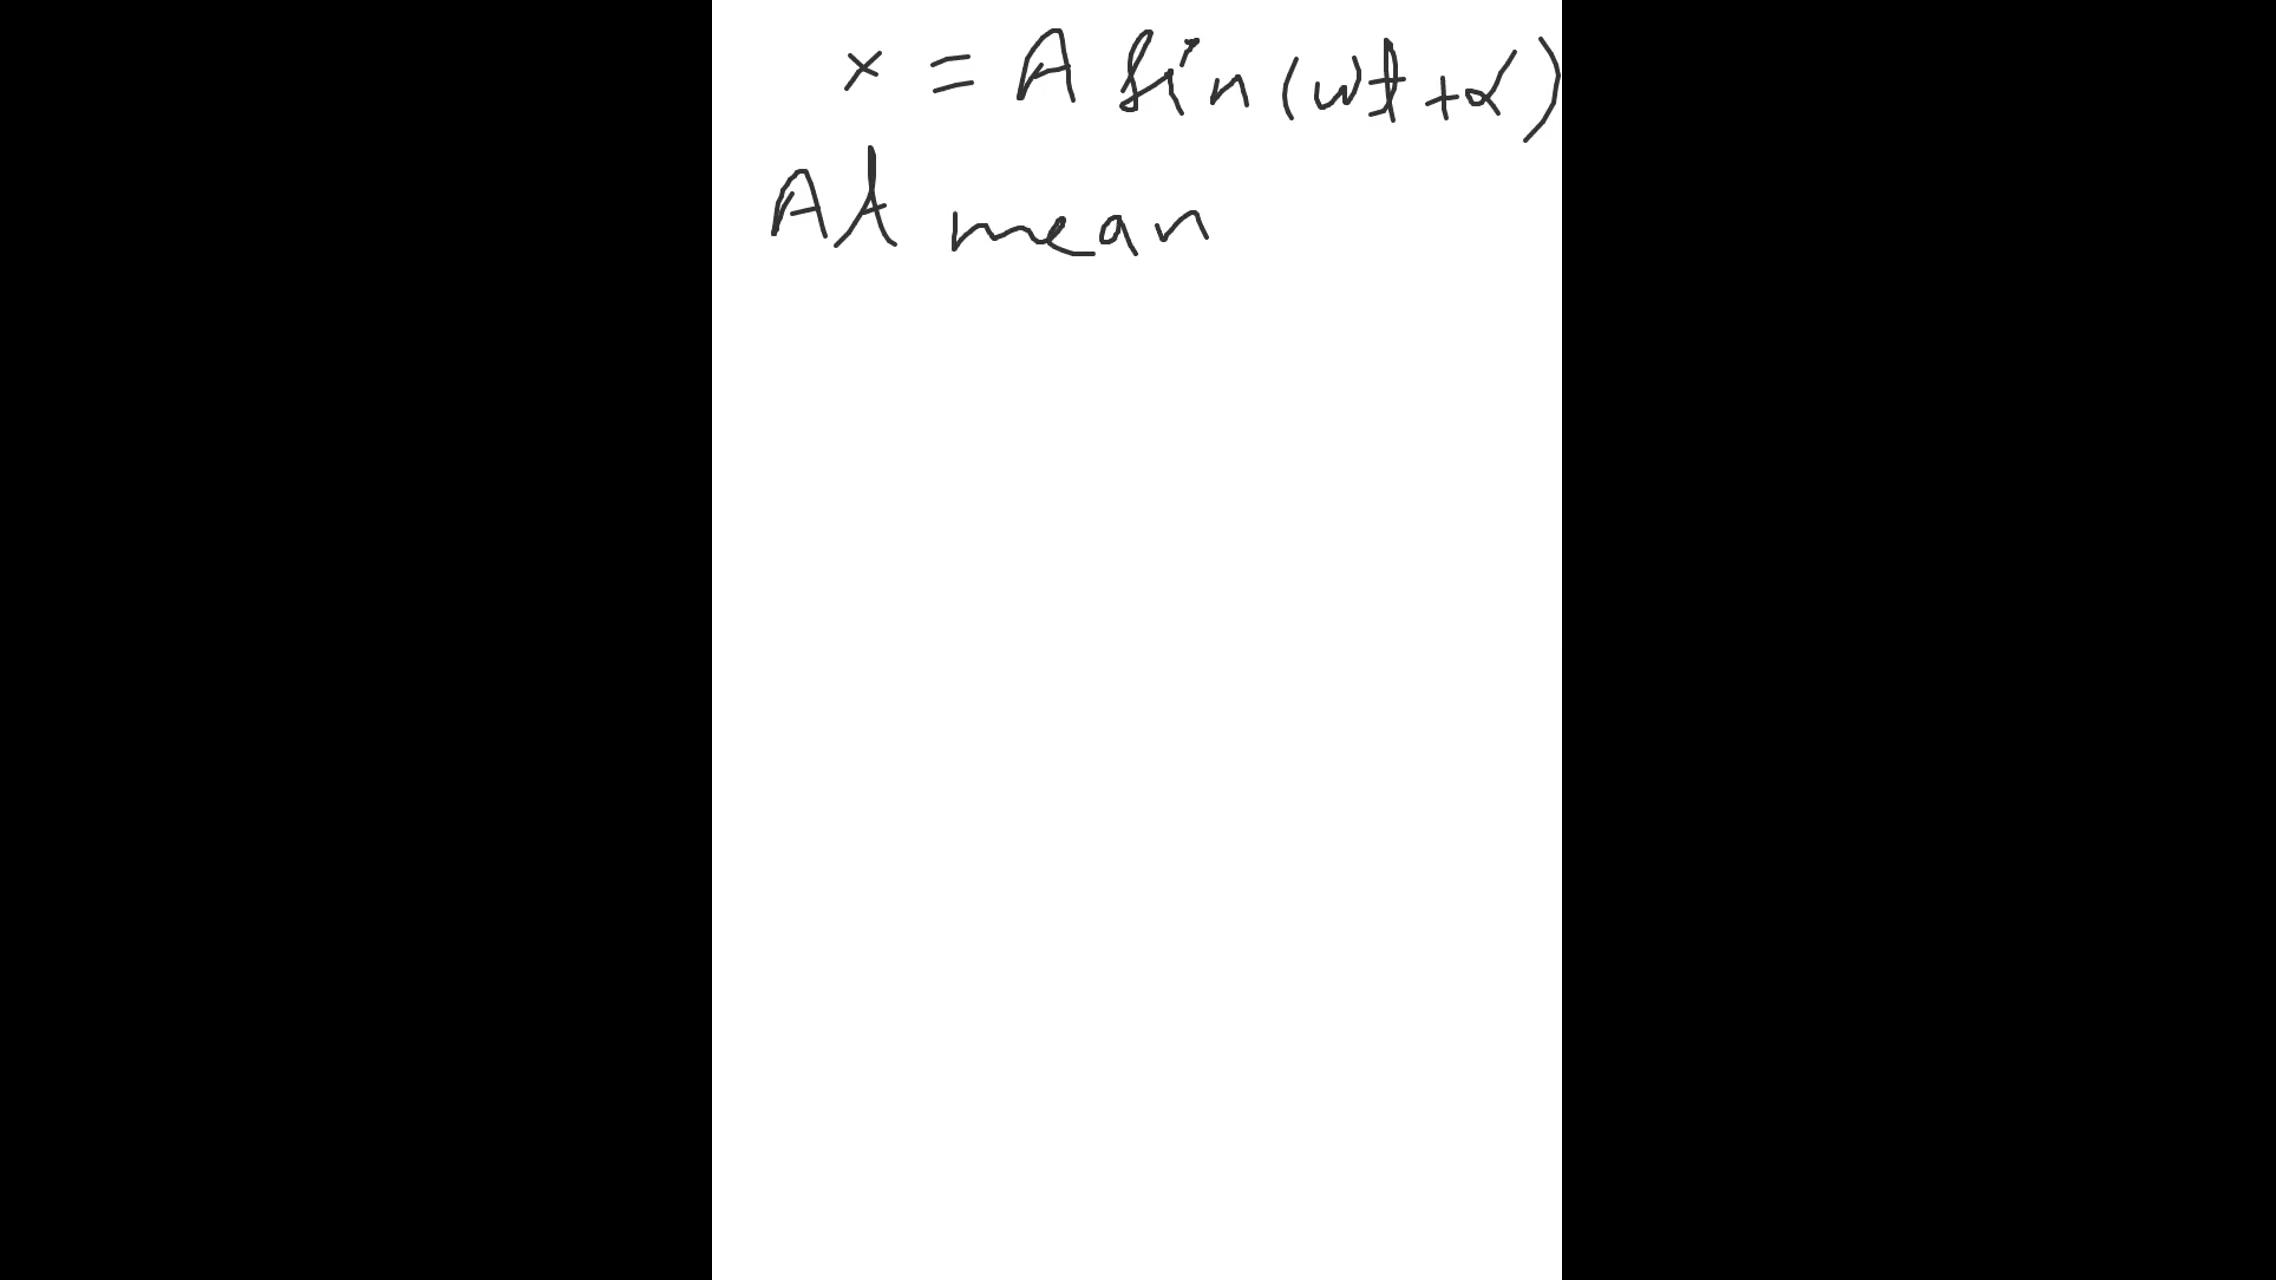 x = A sin(ωt+α)
At mean